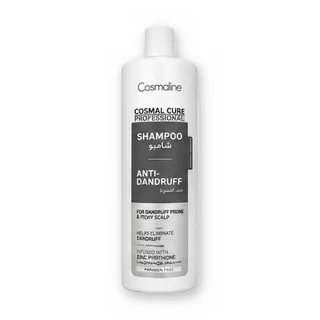 Cosmaline
COSMAL CURE
PROFESSIONAL
SHAMPOO
شامبو
ANTI-
DANDRUFF
FOR DANDRUFF PRONE
& ITCHY SCALP
HELPS ELIMINATE
DANDRUFF
INFUSED WITH
ZINC PYRITHIONE
PARABEN FREE